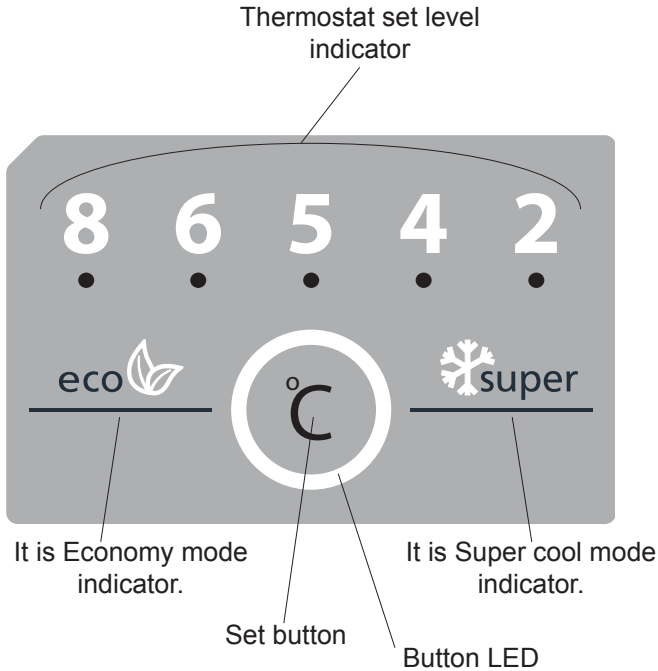 Thermostat set level
indicator
8 6 5 4 2
eco
°C
super
It is Economy mode
indicator.
It is Super cool mode
indicator.
Set button
Button LED